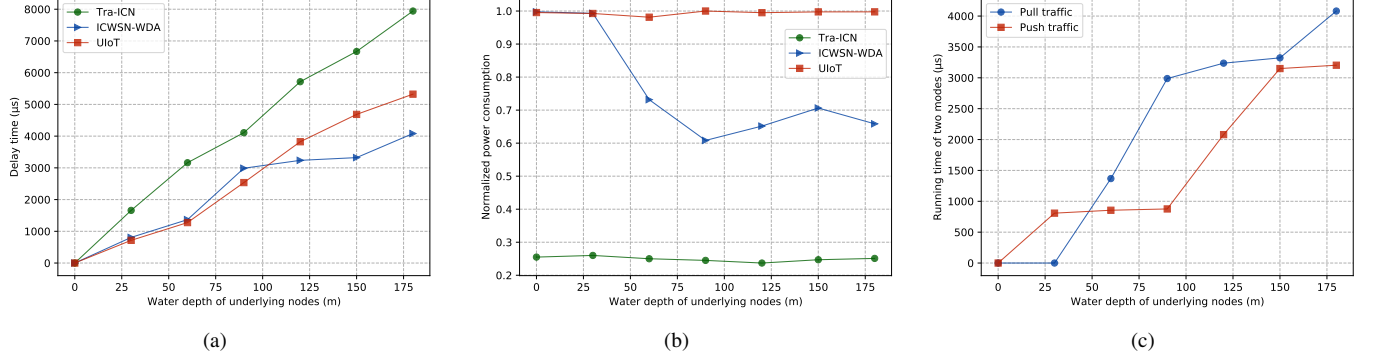 8000
7000
6000
5000
4000
3000
2000
1000
0
Delay time (μs)
Tra-ICN
ICWSN-WDA
UIoT
0 25 50 75 100 125 150 175
Water depth of underlying nodes (m)
(a)
1.0
0.9
0.8
0.7
0.6
0.5
0.4
0.3
0.2
Normalized power consumption
Tra-ICN
ICWSN-WDA
UIoT
0 25 50 75 100 125 150 175
Water depth of underlying nodes (m)
(b)
4000
3500
3000
2500
2000
1500
1000
500
0
Running time of two modes (μs)
Pull traffic
Push traffic
0 25 50 75 100 125 150 175
Water depth of underlying nodes (m)
(c)